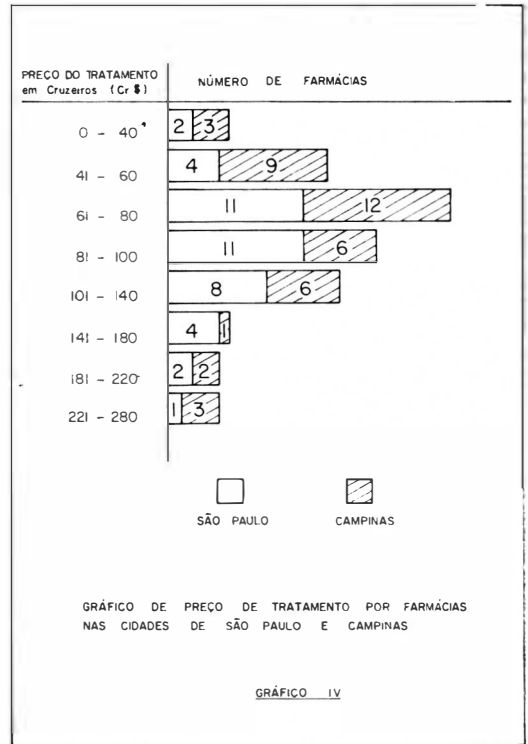 PREÇO DO TRATAMENTO
em Cruzeiros (Cr $)
NÚMERO DE FARMÁCIAS
0 - 40
2 3
41 - 60
4 9
61 - 80
11 12
81 - 100
11 6
101 - 140
8 6
141 - 180
4 1
181 - 220
2 2
221 - 280
1 3
SÃO PAULO CAMPINAS
GRÁFICO DE PREÇO DE TRATAMENTO POR FARMÁCIAS
NAS CIDADES DE SÃO PAULO E CAMPINAS
GRÁFICO IV